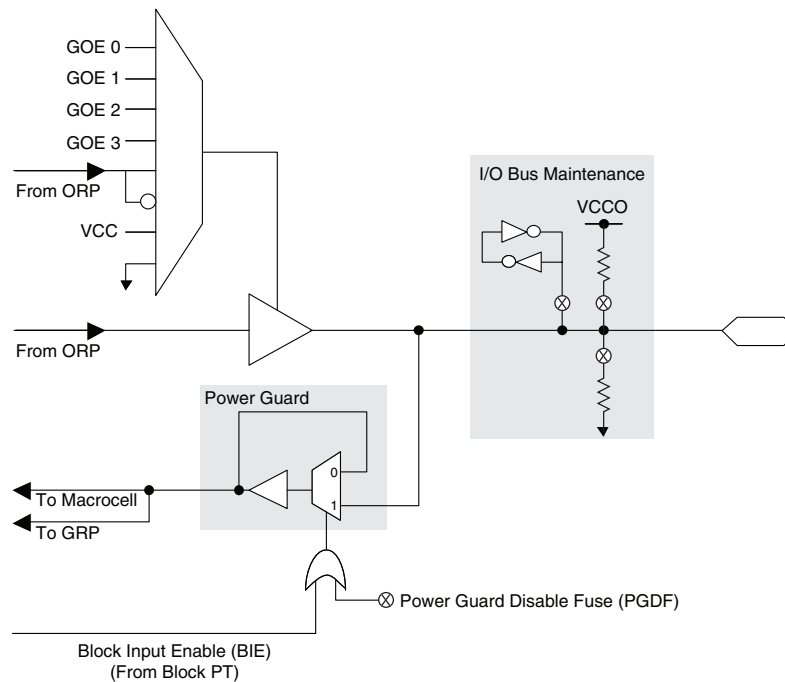 GOE 0
GOE 1
GOE 2
GOE 3
From ORP
VCC
I/O Bus Maintenance
VCCO
From ORP
Power Guard
0
1
To Macrocell
To GRP
Power Guard Disable Fuse (PGDF)
Block Input Enable (BIE)
(From Block PT)